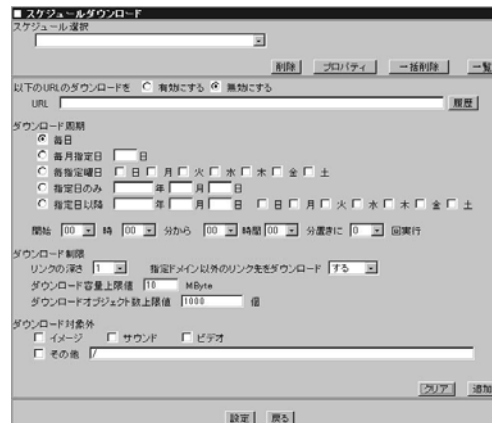 ■ スケジュールダウンロード
スケジュール選択
削除 プロパティ 一括削除 一覧
以下のURLのダウンロードを 有効にする 無効にする
URL 履歴
ダウンロード周期
毎日
毎月指定日 日
毎指定曜日 日 月 火 水 木 金 土
指定日のみ 年 月 日
指定日以降 年 月 日 日 月 火 水 木 金 土
開始 00 時 00 分から 00 時間 00 分置きに 0 回実行
ダウンロード制限
リンクの深さ 1 指定ドメイン以外のリンク先をダウンロード する
ダウンロード容量上限値 10 MByte
ダウンロードオブジェクト数上限値 1000 個
ダウンロード対象外
イメージ サウンド ビデオ
その他 /
クリア 追加
設定 戻る